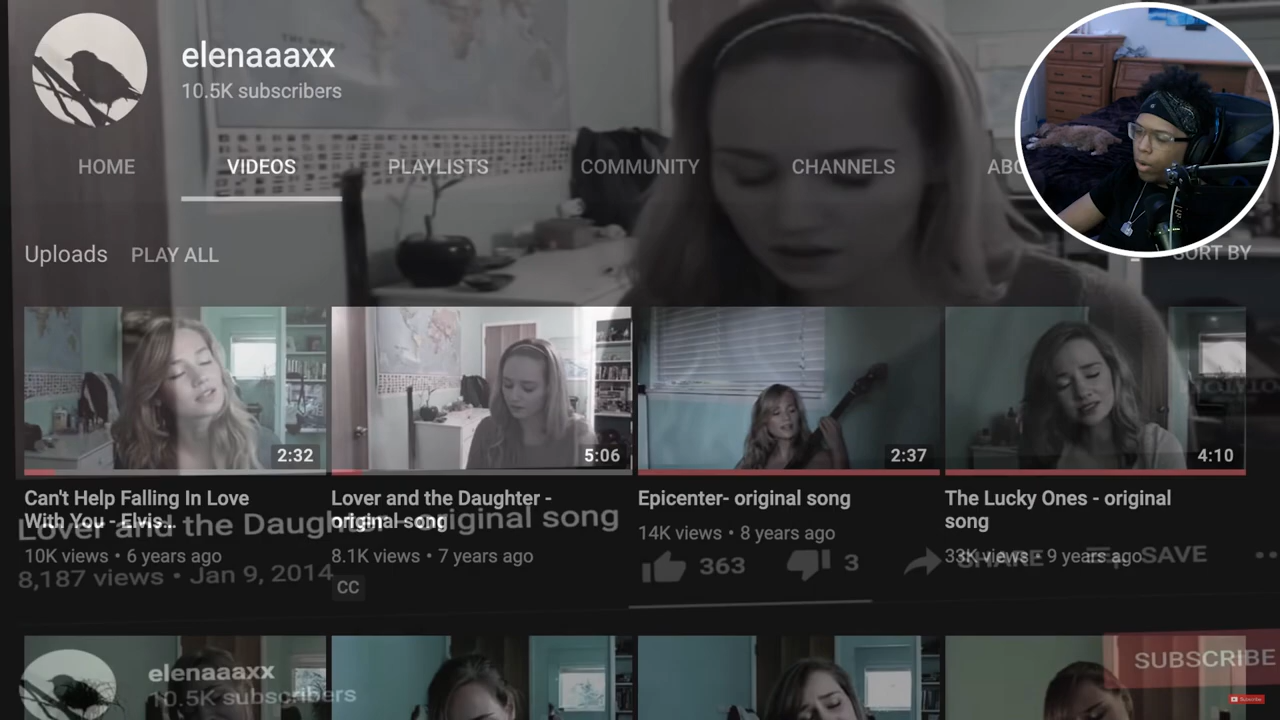 elenaaaxx
10.5K subscribers
HOME
VIDEOS
PLAYLISTS
COMMUNITY
CHANNELS
Uploads
PLAY ALL
SORT BY
2:32
5:06
2:37
4:10
Can't Help Falling In Love
With You - Elvis...
10K views • 6 years ago
Lover and the Daughter -
original song
8.1K views • 7 years ago
CC
Epicenter- original song
14K views • 8 years ago
The Lucky Ones - original
song
33K views • 9 years ago
Lover and the Daughter - original song
8,187 views • Jan 9, 2014
363
3
SHARE
SAVE
elenaaaxx
10.5K subscribers
SUBSCRIBE
Subscribe